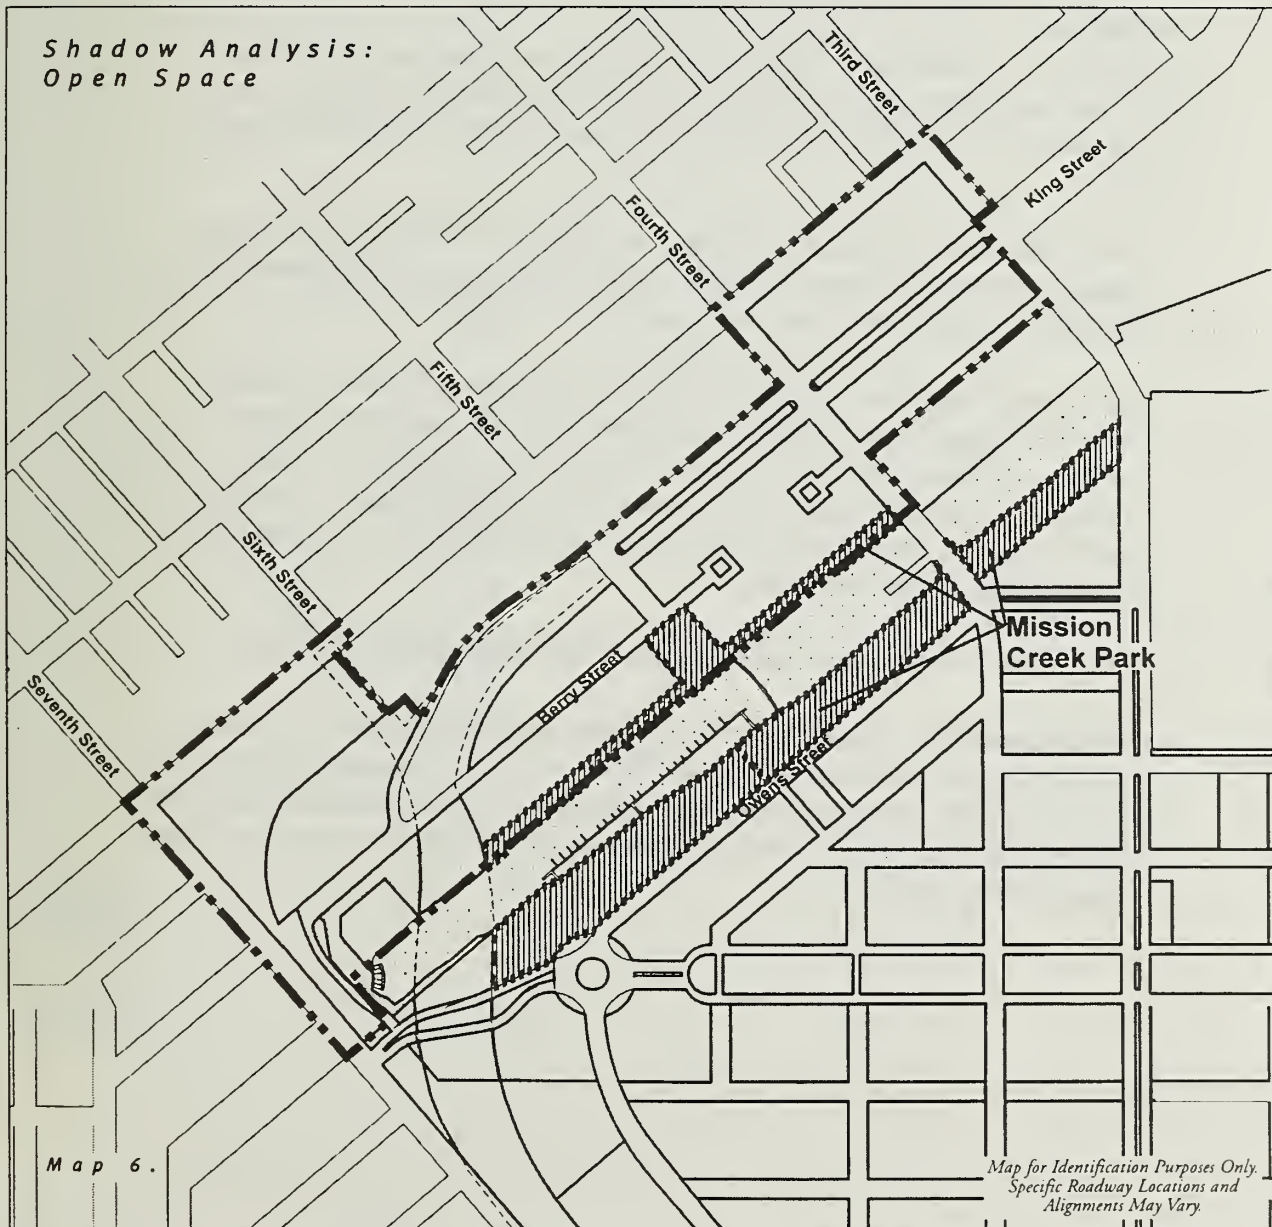 Shadow Analysis:
Open Space
Third Street
King Street
Fourth Street
Fifth Street
Sixth Street
Seventh Street
Berry Street
Owens Street
Mission
Creek Park
Map 6.
Map for Identification Purposes Only.
Specific Roadway Locations and
Alignments May Vary.